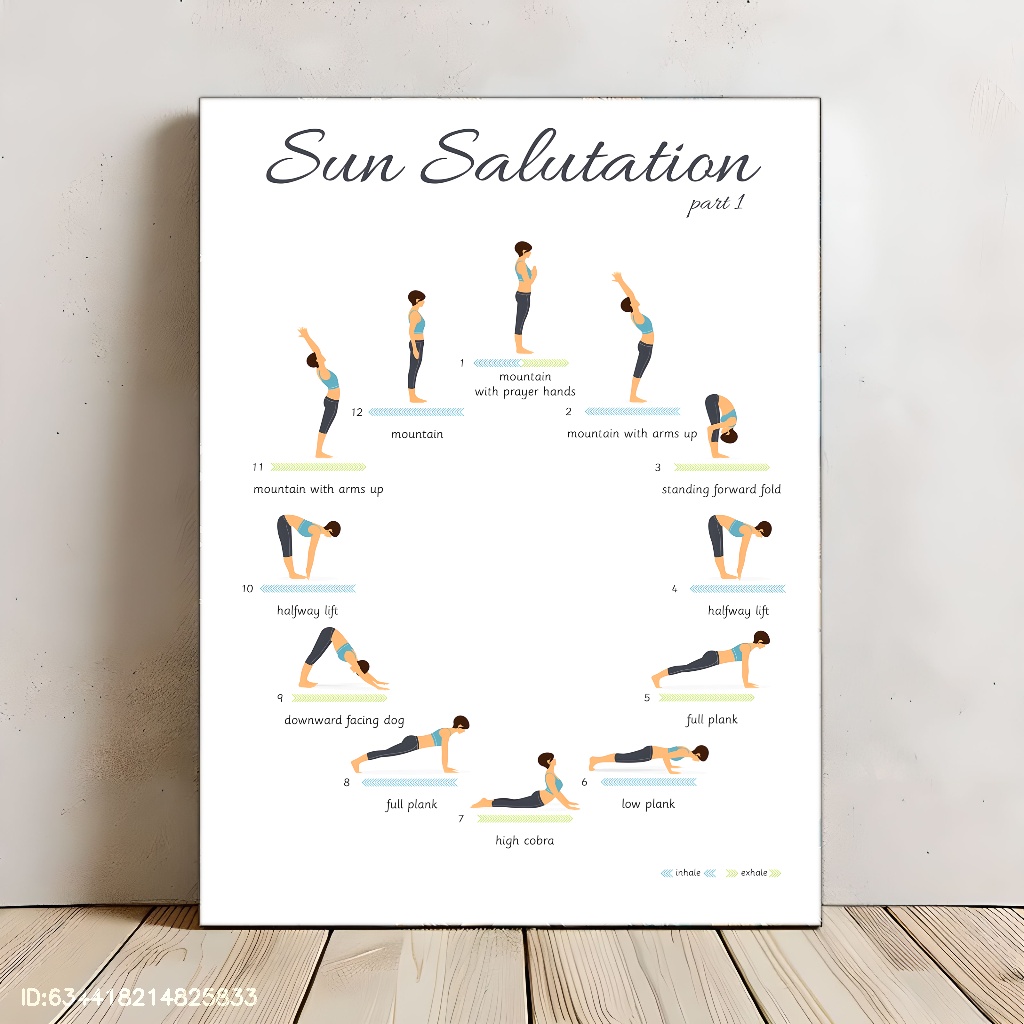 Sun Salutation
part 1
1
mountain
with prayer hands
2
mountain with arms up
3
standing forward fold
4
halfway lift
5
full plank
6
low plank
7
high cobra
8
full plank
9
downward facing dog
10
halfway lift
11
mountain with arms up
12
mountain
inhale
exhale
ID:634418214825833